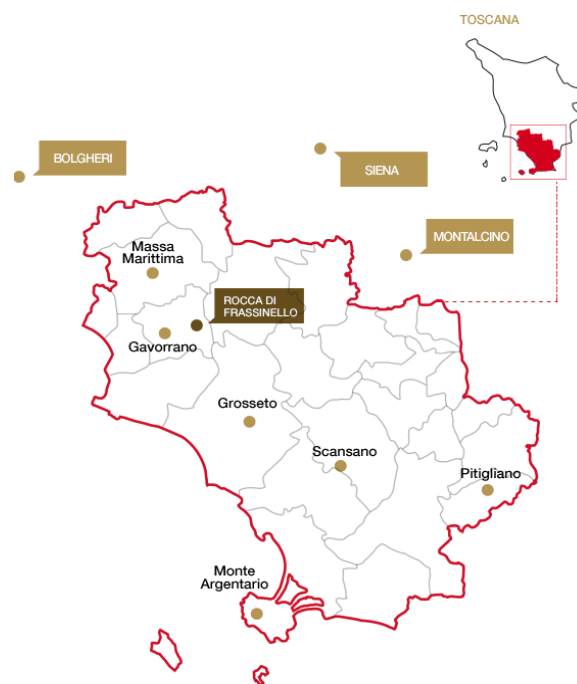 TOSCANA
BOLGHERI
SIENA
MONTALCINO
Massa
Marittima
ROCCA DI
FRASSINELLO
Gavorrano
Grosseto
Scansano
Pitigliano
Monte
Argentario